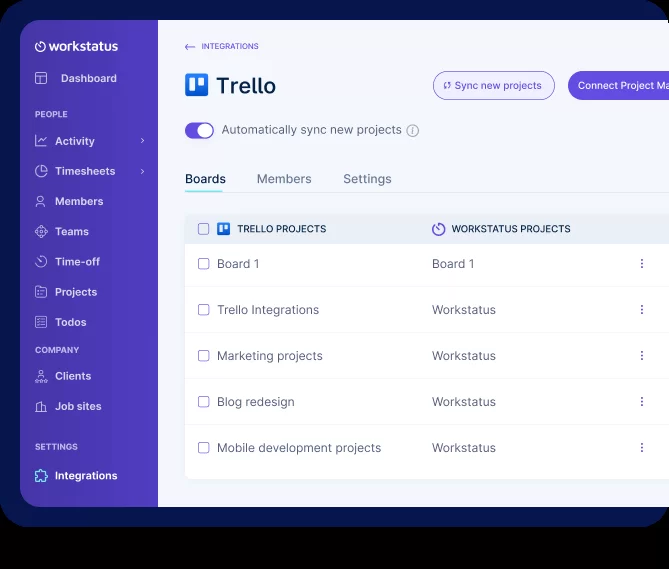 workstatus
Dashboard
PEOPLE
Activity
Timesheets
Members
Teams
Time-off
Projects
Todos
COMPANY
Clients
Job sites
SETTINGS
Integrations
INTEGRATIONS
Trello
Sync new projects
Connect Project Ma
Automatically sync new projects
Boards Members Settings
TRELLO PROJECTS WORKSTATUS PROJECTS
Board 1 Board 1
Trello Integrations Workstatus
Marketing projects Workstatus
Blog redesign Workstatus
Mobile development projects Workstatus